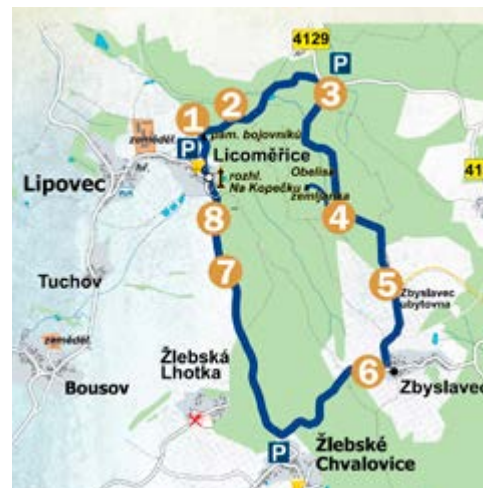 4129
P
3
1
2
pam. bojovníků
zeměděl.
P
Licoměřice
hř.
rozhl.
Na Kopečku
Obelisk
zemljanka
Lipovec
41
8
4
7
5
Tuchov
Zbyslavec
ubytovna
zeměděl.
Žlebská
Lhotka
6
Bousov
Zbyslavec
P
Žlebské
Chvalovice